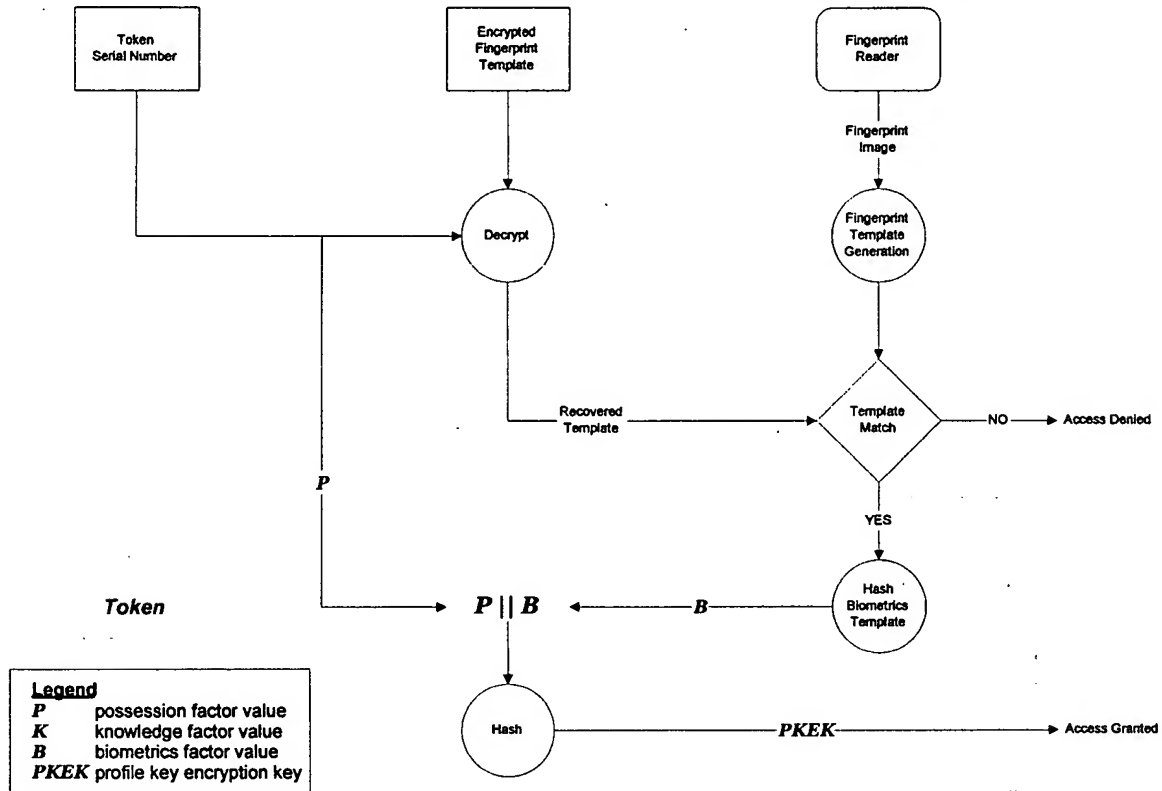 Token
Serial Number
Encrypted
Fingerprint
Template
Fingerprint
Reader
Fingerprint
Image
Decrypt
Fingerprint
Template
Generation
Recovered
Template
Template
Match
NO
Access Denied
P
YES
Token
P || B
B
Hash
Biometrics
Template
Legend
P possession factor value
K knowledge factor value
B biometrics factor value
PKEK profile key encryption key
Hash
PKEK
Access Granted